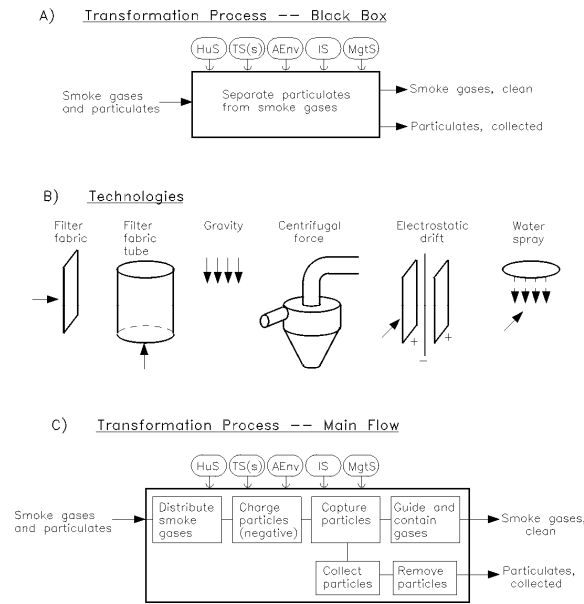 A) Transformation Process -- Black Box
HuS TS(s) AEnv IS MgtS
Smoke gases
and particulates
Separate particulates
from smoke gases
Smoke gases, clean
Particulates, collected
B) Technologies
Filter
fabric
Filter
fabric
tube
Gravity
Centrifugal
force
Electrostatic
drift
Water
spray
+ +
−
C) Transformation Process -- Main Flow
HuS TS(s) AEnv IS MgtS
Smoke gases
and particulates
Distribute
smoke
gases
Charge
particles
(negative)
Capture
particles
Guide and
contain
gases
Smoke gases,
clean
Collect
particles
Remove
particles
Particulates,
collected